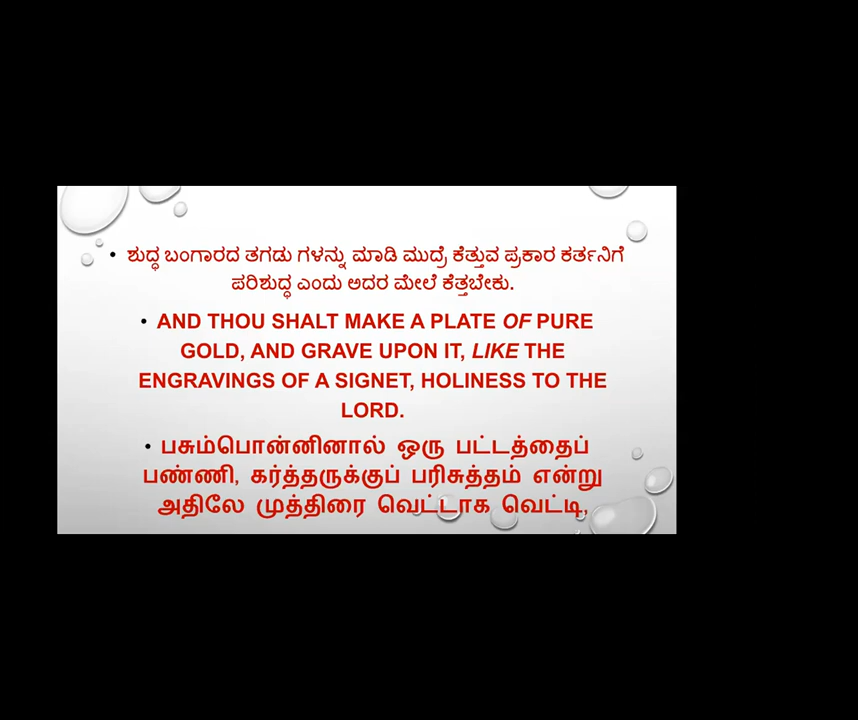 • ಶುದ್ಧ ಬಂಗಾರದ ತಗಡು ಗಳನ್ನು ಮಾಡಿ ಮುದ್ರೆ ಕೆತ್ತುವ ಪ್ರಕಾರ ಕರ್ತನಿಗೆ
ಪರಿಶುದ್ಧ ಎಂದು ಅದರ ಮೇಲೆ ಕೆತ್ತಬೇಕು.
• AND THOU SHALT MAKE A PLATE OF PURE
GOLD, AND GRAVE UPON IT, LIKE THE
ENGRAVINGS OF A SIGNET, HOLINESS TO THE
LORD.
• பசும்பொன்னினால் ஒரு பட்டத்தைப்
பண்ணி, கர்த்தருக்குப் பரிசுத்தம் என்று
அதிலே முத்திரை வெட்டாக வெட்டி,